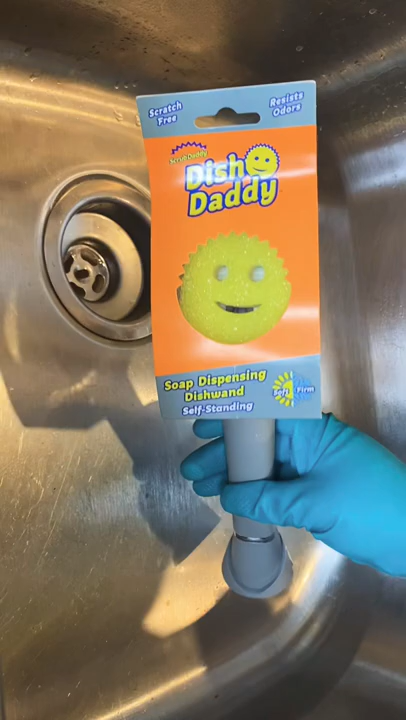 Scratch
Free
Resists
Odors
Scrub Daddy
Dish
Daddy
Soap Dispensing
Dishwand
Self-Standing
Soft
Firm